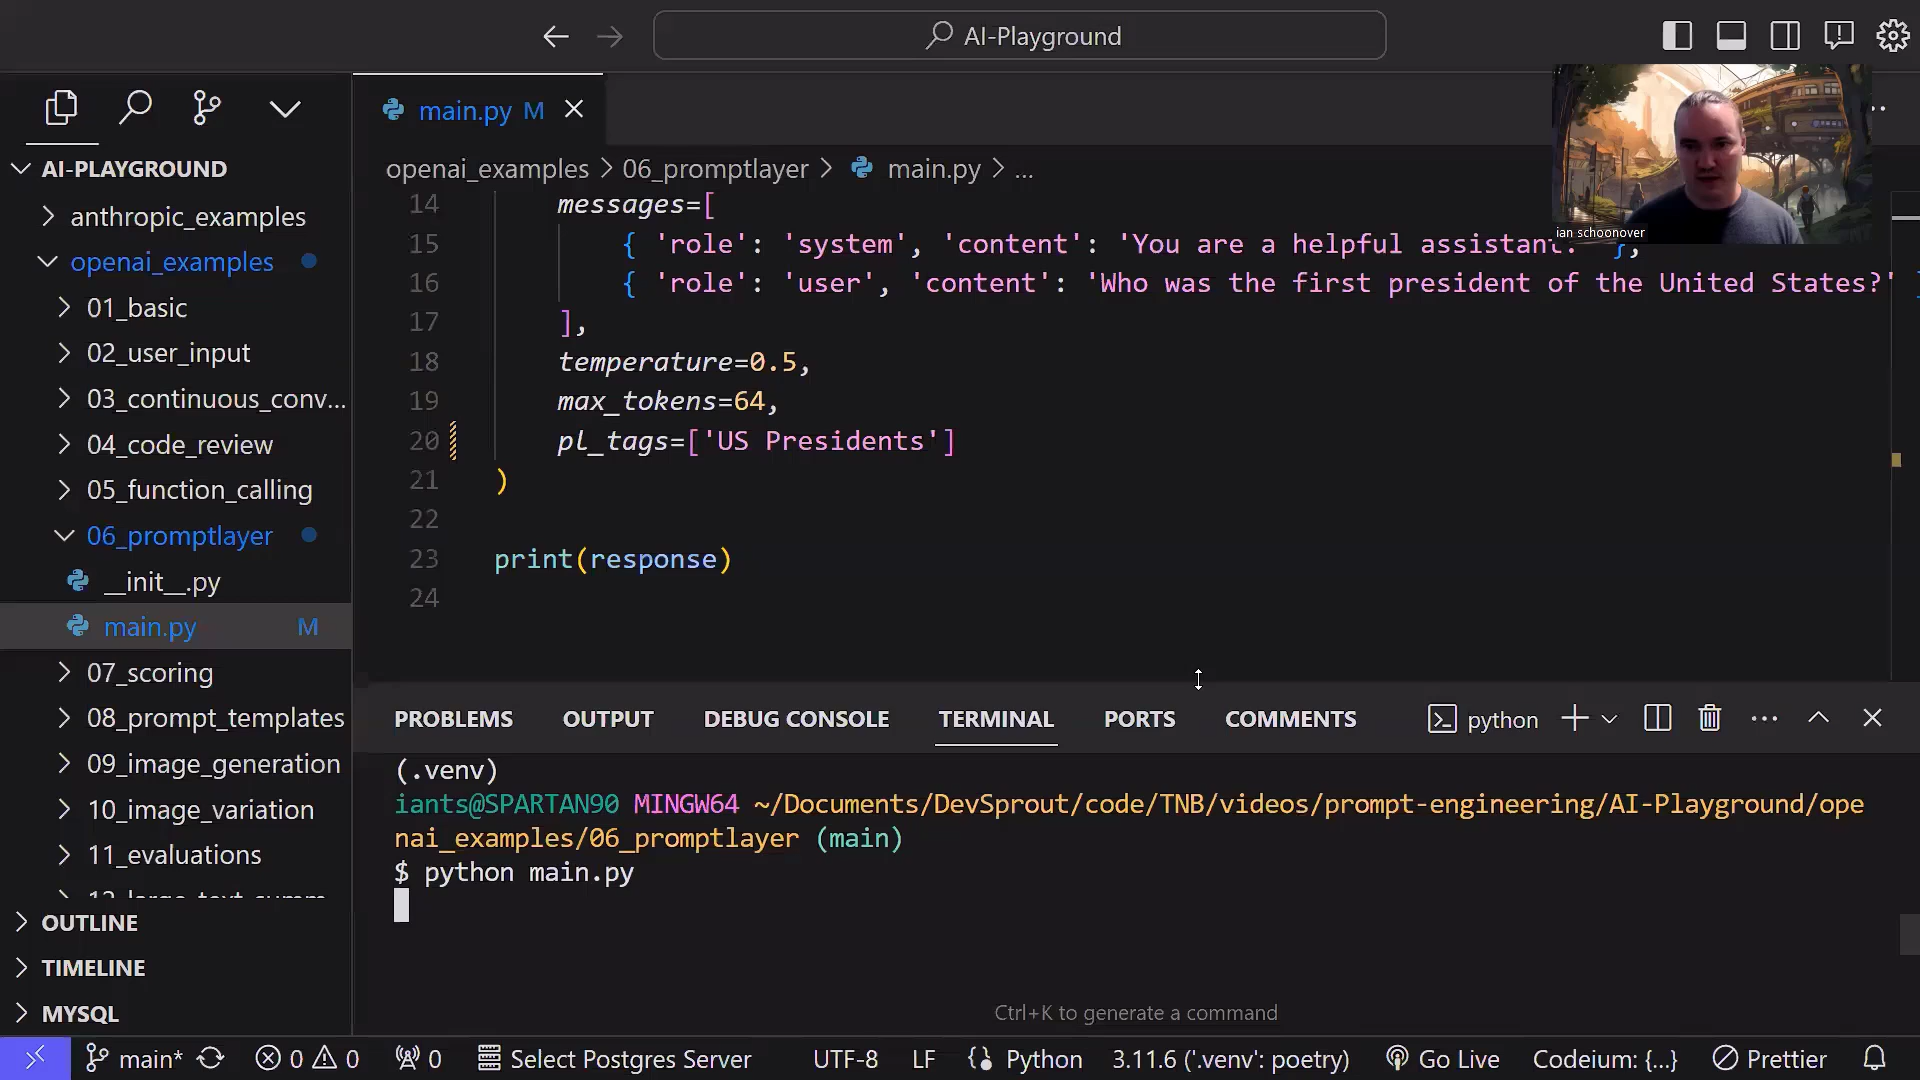 AI-Playground
main.py M
AI-PLAYGROUND
openai_examples > 06_promptlayer > main.py > ...
ian schoonover
anthropic_examples
openai_examples
01_basic
02_user_input
03_continuous_conv...
04_code_review
05_function_calling
06_promptlayer
__init__.py
main.py M
07_scoring
08_prompt_templates
09_image_generation
10_image_variation
11_evaluations
OUTLINE
TIMELINE
MYSQL
14 messages=[
15 { 'role': 'system', 'content': 'You are a helpful assistant. },
16 { 'role': 'user', 'content': 'Who was the first president of the United States?'
17 ],
18 temperature=0.5,
19 max_tokens=64,
20 pl_tags=['US Presidents']
21 )
22
23 print(response)
24
PROBLEMS OUTPUT DEBUG CONSOLE TERMINAL PORTS COMMENTS python
(.venv)
iants@SPARTAN90 MINGW64 ~/Documents/DevSprout/code/TNB/videos/prompt-engineering/AI-Playground/ope
nai_examples/06_promptlayer (main)
$ python main.py
Ctrl+K to generate a command
main* 0 0 0 Select Postgres Server UTF-8 LF Python 3.11.6 ('.venv': poetry) Go Live Codeium: {...} Prettier